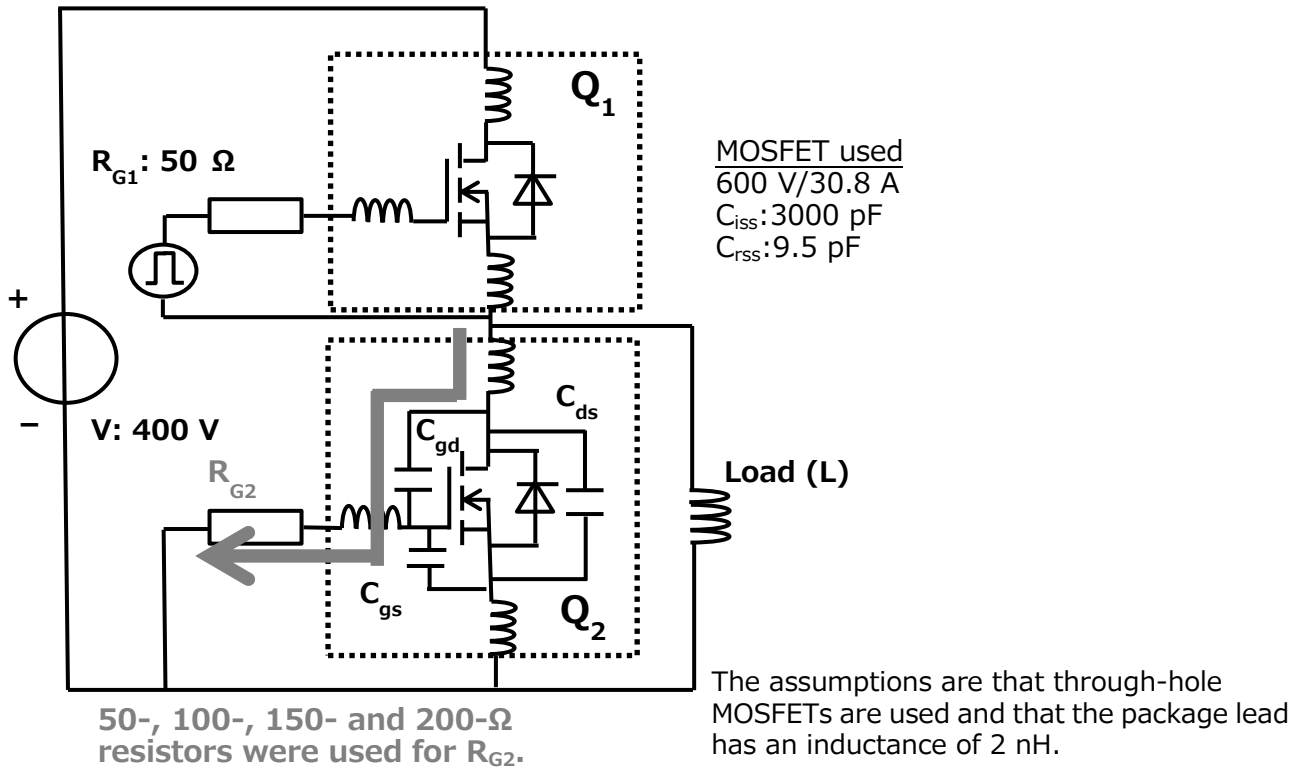 Q1
RG1: 50 Ω
MOSFET used
600 V/30.8 A
Ciss:3000 pF
Crss:9.5 pF
+
−
V: 400 V
Cds
Cgd
RG2
Load (L)
Cgs
Q2
50-, 100-, 150- and 200-Ω
resistors were used for RG2.
The assumptions are that through-hole
MOSFETs are used and that the package lead
has an inductance of 2 nH.